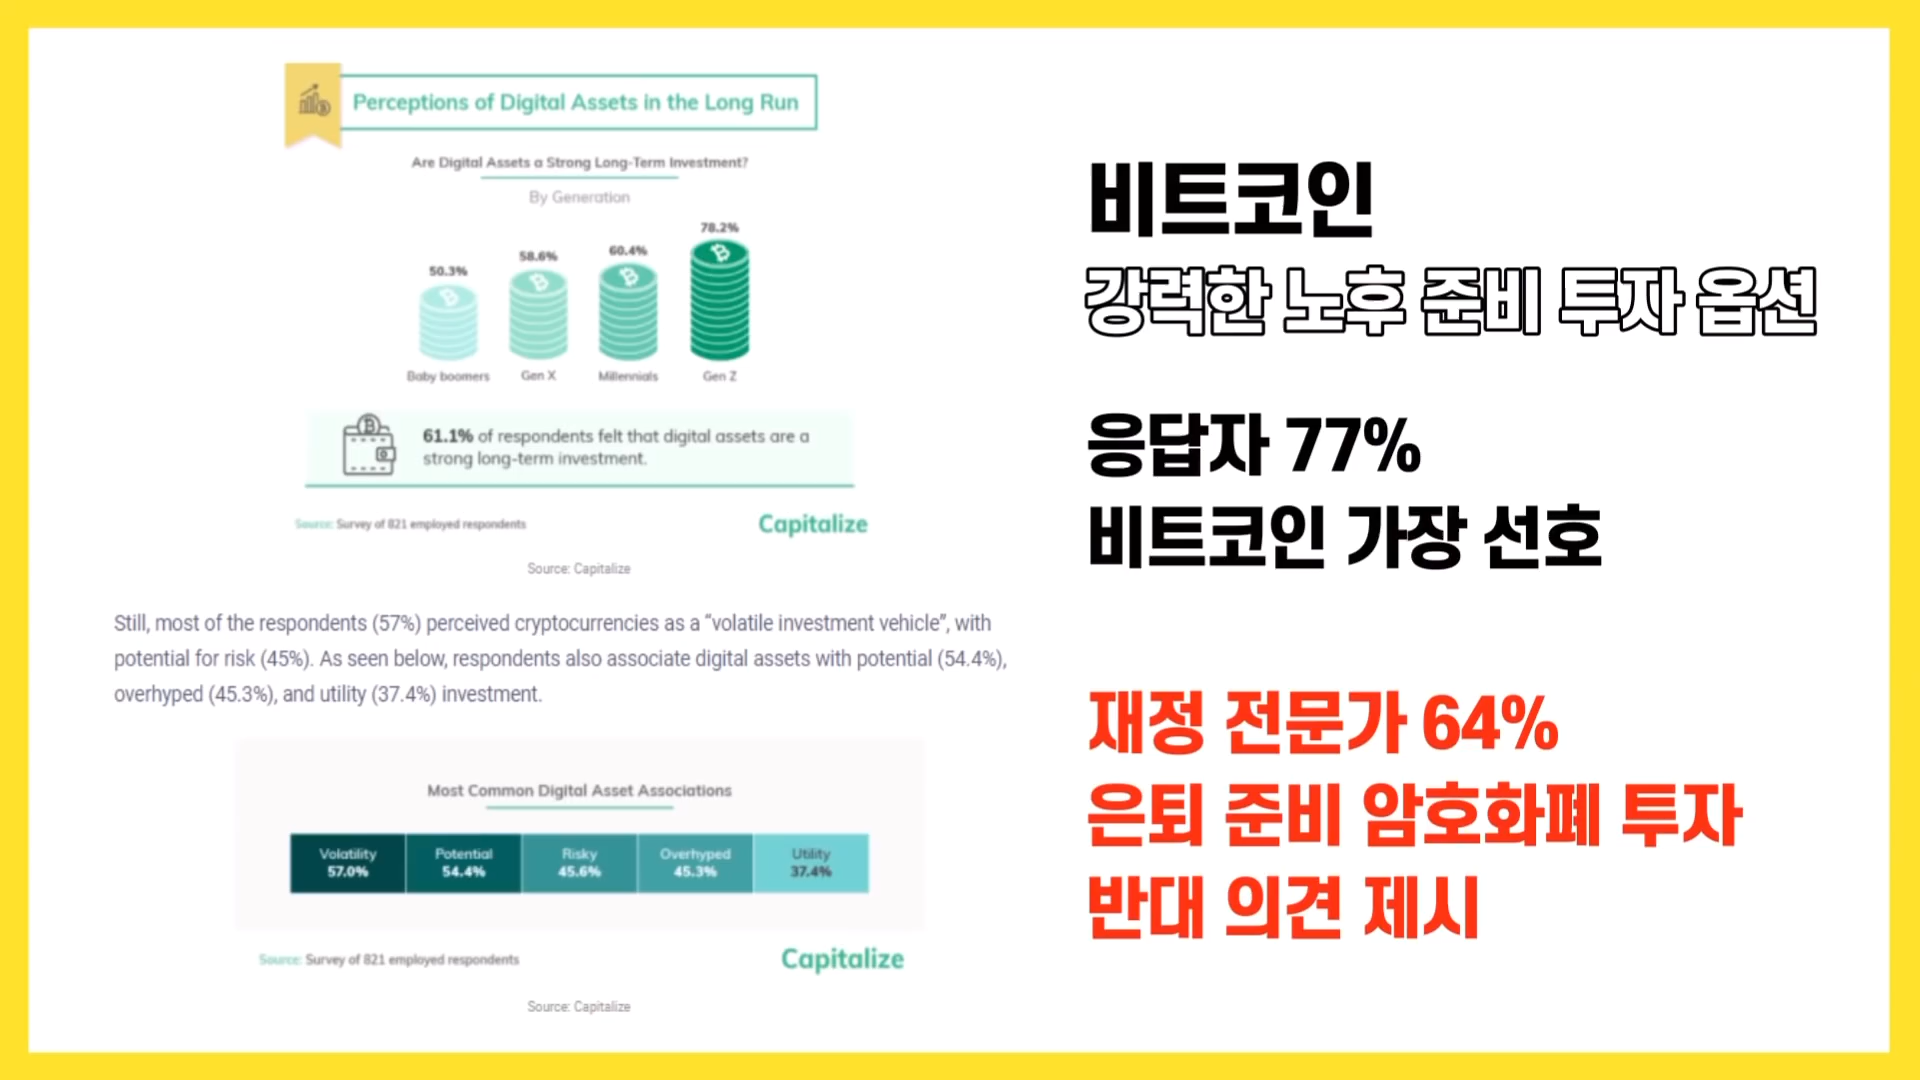 Perceptions of Digital Assets in the Long Run
Are Digital Assets a Strong Long-Term Investment?
By Generation
50.3% 58.6% 60.4% 78.2%
Baby boomers Gen X Millennials Gen Z
61.1% of respondents felt that digital assets are a
strong long-term investment.
Source: Survey of 821 employed respondents
Capitalize
Source: Capitalize
Still, most of the respondents (57%) perceived cryptocurrencies as a “volatile investment vehicle”, with
potential for risk (45%). As seen below, respondents also associate digital assets with potential (54.4%),
overhyped (45.3%), and utility (37.4%) investment.
Most Common Digital Asset Associations
Volatility Potential Risky Overhyped Utility
57.0% 54.4% 45.6% 45.3% 37.4%
Source: Survey of 821 employed respondents
Capitalize
Source: Capitalize
비트코인
강력한 노후 준비 투자 옵션
응답자 77%
비트코인 가장 선호
재정 전문가 64%
은퇴 준비 암호화폐 투자
반대 의견 제시